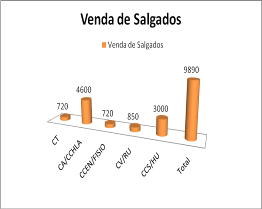 Venda de Salgados
Venda de Salgados
720
4600
720
850
3000
9890
CT
CA/CCHLA
CCEN/FISIO
CV/RU
CCS/HU
Total